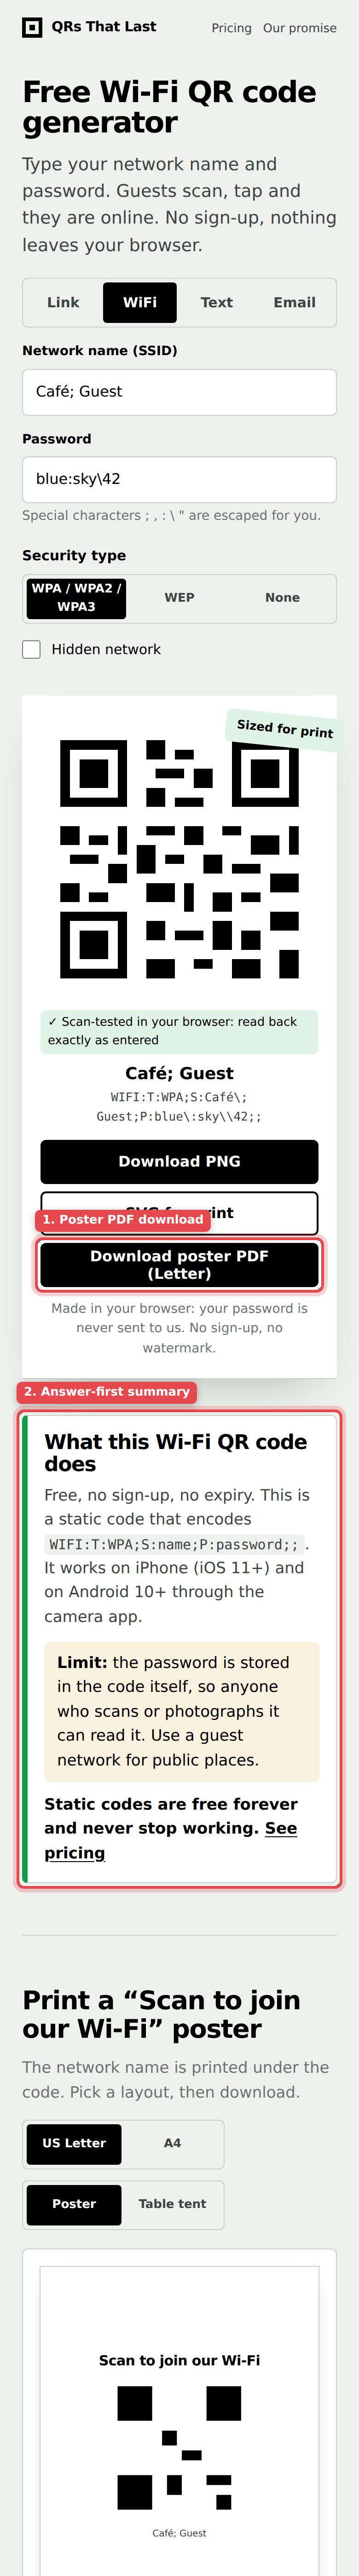 QRs That Last
Pricing Our promise
Free Wi-Fi QR code
generator
Type your network name and
password. Guests scan, tap and
they are online. No sign-up, nothing
leaves your browser.
Link WiFi Text Email
Network name (SSID)
Café; Guest
Password
blue:sky\42
Special characters ; , : \ " are escaped for you.
Security type
WPA / WPA2 /
WPA3
WEP None
Hidden network
Sized for print
✓ Scan-tested in your browser: read back
exactly as entered
Café; Guest
WIFI:T:WPA;S:Café\;
Guest;P:blue\:sky\\42;;
Download PNG
1. Poster PDF download
Download poster PDF
(Letter)
Made in your browser: your password is
never sent to us. No sign-up, no
watermark.
2. Answer-first summary
What this Wi-Fi QR code
does
Free, no sign-up, no expiry. This is
a static code that encodes
WIFI:T:WPA;S:name;P:password;; .
It works on iPhone (iOS 11+) and
on Android 10+ through the
camera app.
Limit: the password is stored
in the code itself, so anyone
who scans or photographs it
can read it. Use a guest
network for public places.
Static codes are free forever
and never stop working. See
pricing
Print a “Scan to join
our Wi-Fi” poster
The network name is printed under the
code. Pick a layout, then download.
US Letter A4
Poster Table tent
Scan to join our Wi-Fi
Café; Guest